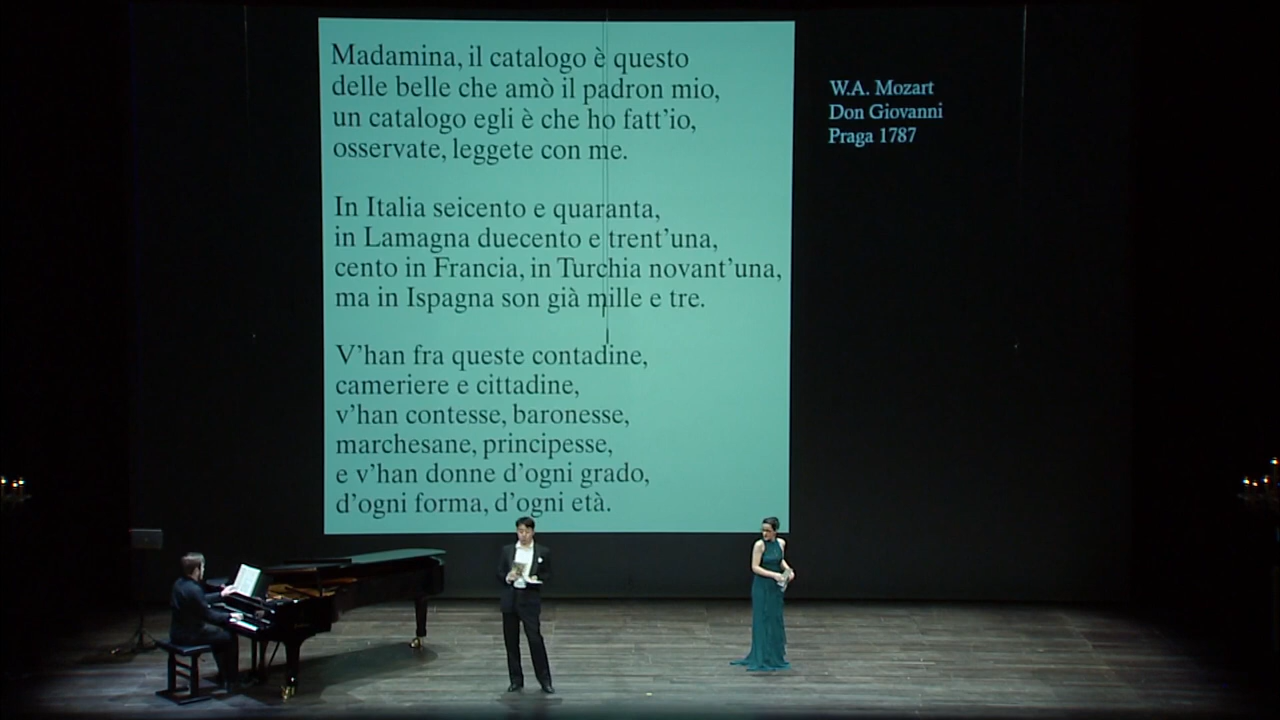 Madamina, il catalogo è questo
delle belle che amò il padron mio,
un catalogo egli è che ho fatt'io,
osservate, leggete con me.
In Italia seicento e quaranta,
in Lamagna duecento e trent'una,
cento in Francia, in Turchia novant'una,
ma in Ispagna son già mille e tre.
V'han fra queste contadine,
cameriere e cittadine,
v'han contesse, baronesse,
marchesane, principesse,
e v'han donne d'ogni grado,
d'ogni forma, d'ogni età.
W.A. Mozart
Don Giovanni
Praga 1787